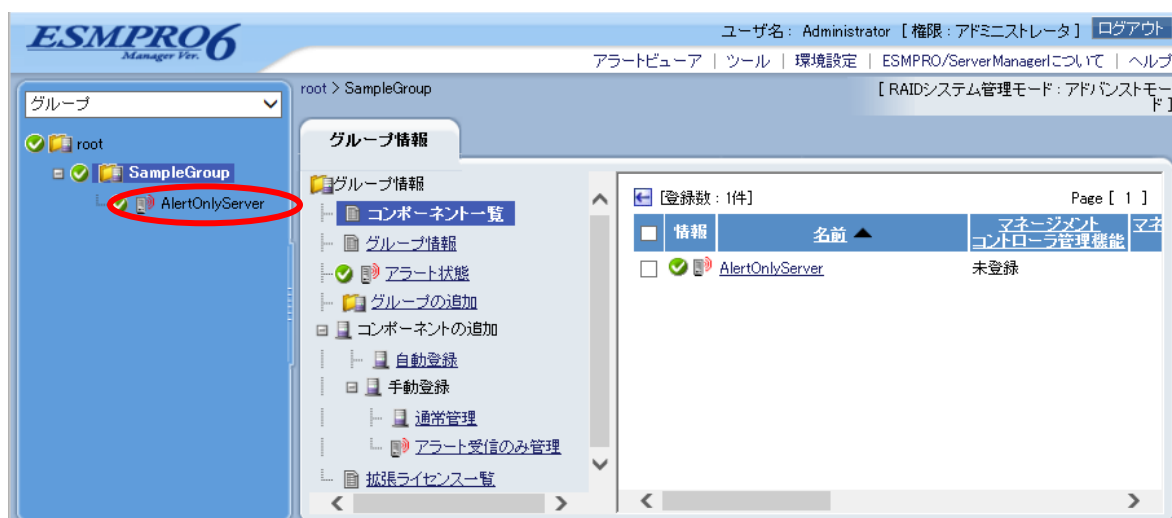 ESMPRO6
Manager Ver.
ユーザ名： Administrator [ 権限：アドミニストレータ ] ログアウト
アラートビューア | ツール | 環境設定 | ESMPRO/ServerManagerについて | ヘルプ
グループ
root > SampleGroup
[ RAIDシステム管理モード：アドバンストモード ]
root
SampleGroup
AlertOnlyServer
グループ情報
グループ情報
コンポーネント一覧
グループ情報
アラート状態
グループの追加
コンポーネントの追加
自動登録
手動登録
通常管理
アラート受信のみ管理
拡張ライセンス一覧
[登録数：1件]
Page [ 1 ]
情報 名前 マネージメント
コントローラ管理機能 マネ
AlertOnlyServer 未登録